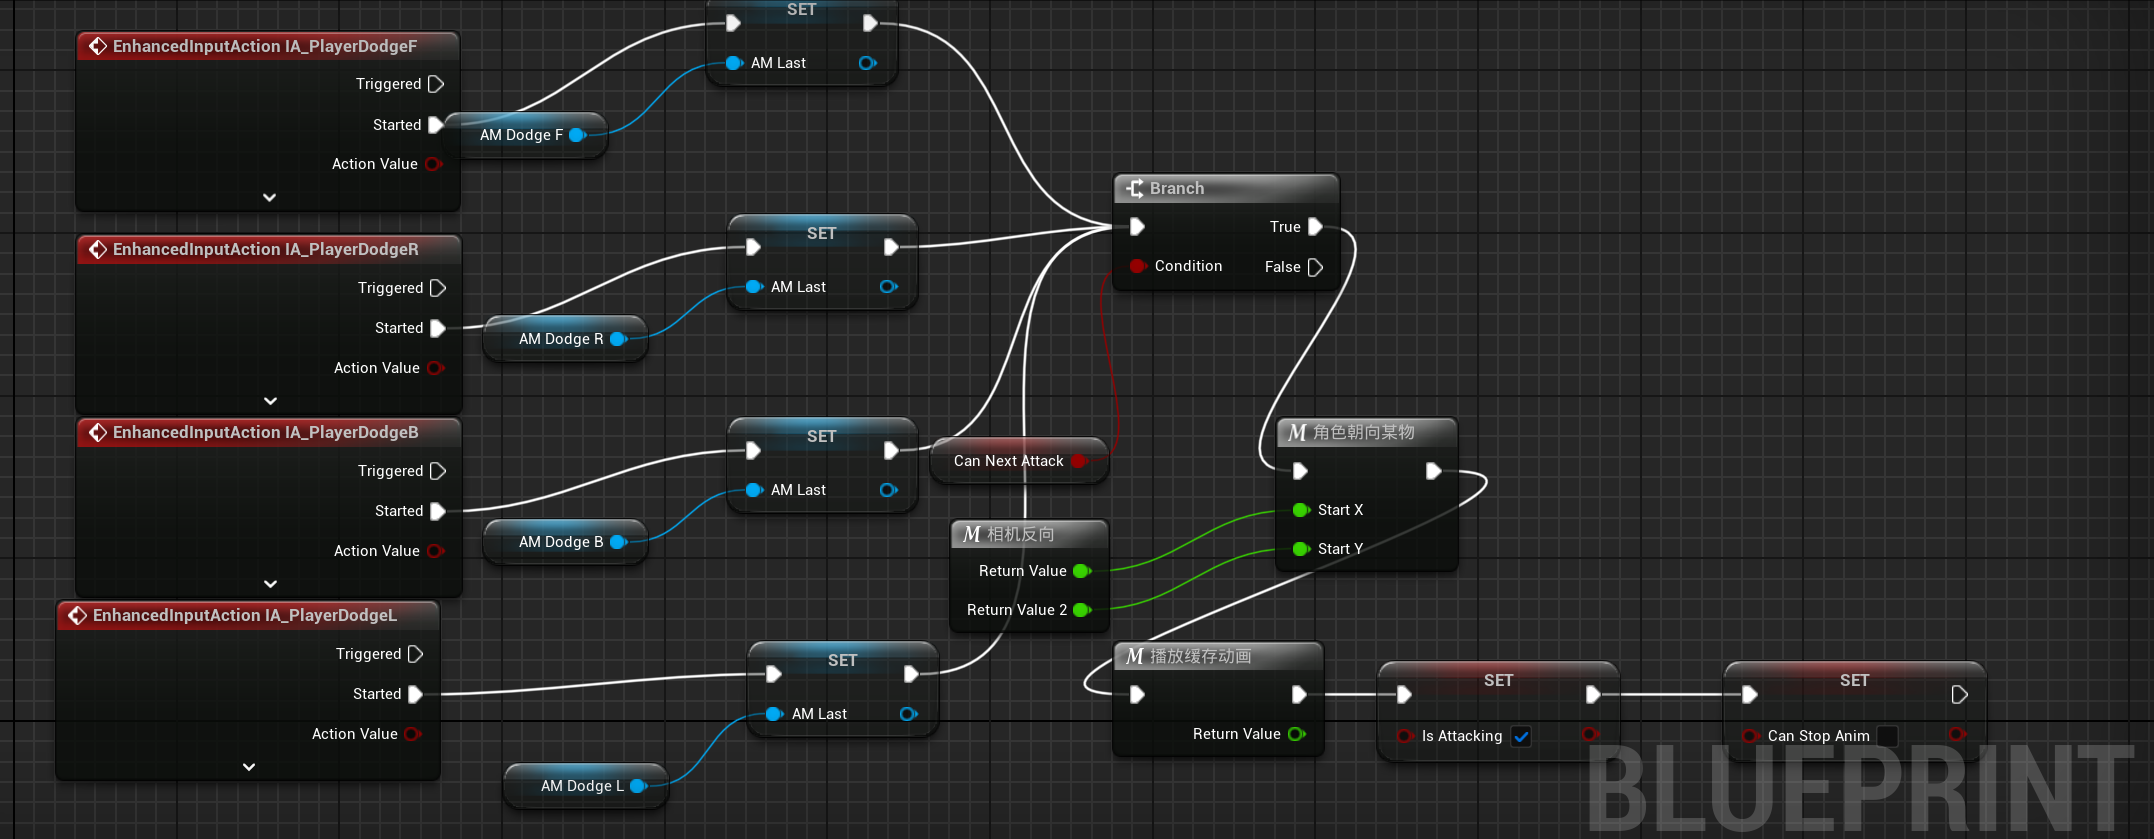 SET
AM Last
EnhancedInputAction IA_PlayerDodgeF
Triggered
Started
Action Value
AM Dodge F
EnhancedInputAction IA_PlayerDodgeR
Triggered
Started
Action Value
AM Dodge R
SET
AM Last
Branch
True
Condition
False
EnhancedInputAction IA_PlayerDodgeB
Triggered
Started
Action Value
AM Dodge B
SET
AM Last
Can Next Attack
M 角色朝向某物
Start X
Start Y
M 相机反向
Return Value
Return Value 2
EnhancedInputAction IA_PlayerDodgeL
Triggered
Started
Action Value
AM Dodge L
SET
AM Last
M 播放缓存动画
Return Value
SET
Is Attacking
SET
Can Stop Anim
BLUEPRINT